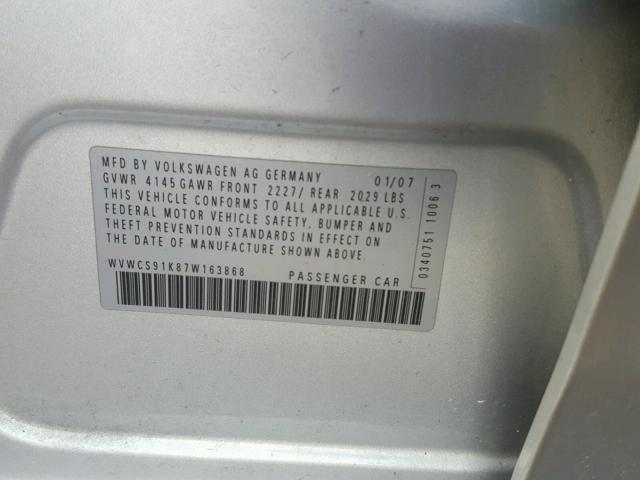 MFD BY VOLKSWAGEN AG GERMANY 01/07
GVWR 4145 GAWR FRONT 2227/ REAR 2029 LBS
THIS VEHICLE CONFORMS TO ALL APPLICABLE U.S.
FEDERAL MOTOR VEHICLE SAFETY, BUMPER AND
THEFT PREVENTION STANDARDS IN EFFECT ON
THE DATE OF MANUFACTURE SHOWN ABOVE.
WVWCS91K87W163868 PASSENGER CAR
0340751 1006 3